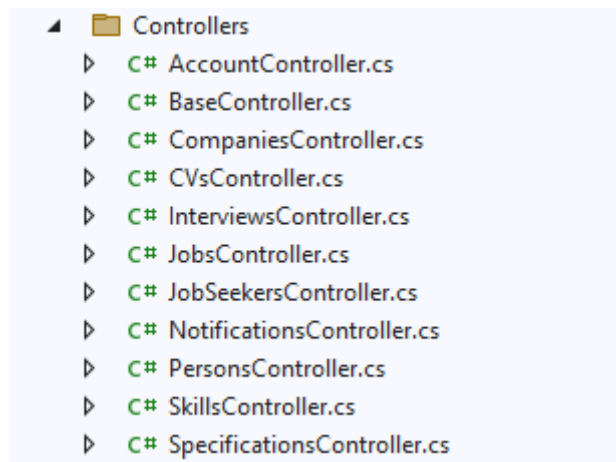 Controllers
C# AccountController.cs
C# BaseController.cs
C# CompaniesController.cs
C# CVsController.cs
C# InterviewsController.cs
C# JobsController.cs
C# JobSeekersController.cs
C# NotificationsController.cs
C# PersonsController.cs
C# SkillsController.cs
C# SpecificationsController.cs